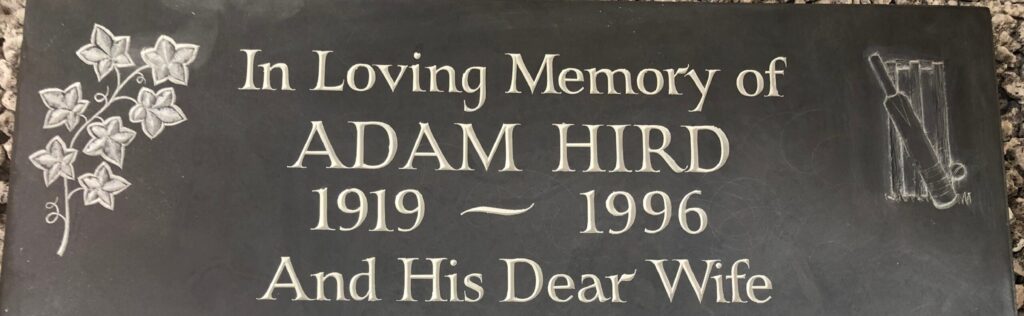 In Loving Memory of
ADAM HIRD
1919 ~ 1996
And His Dear Wife